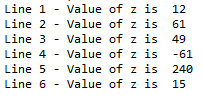 Line 1 - Value of z is  12
Line 2 - Value of z is  61
Line 3 - Value of z is  49
Line 4 - Value of z is  -61
Line 5 - Value of z is  240
Line 6 - Value of z is  15